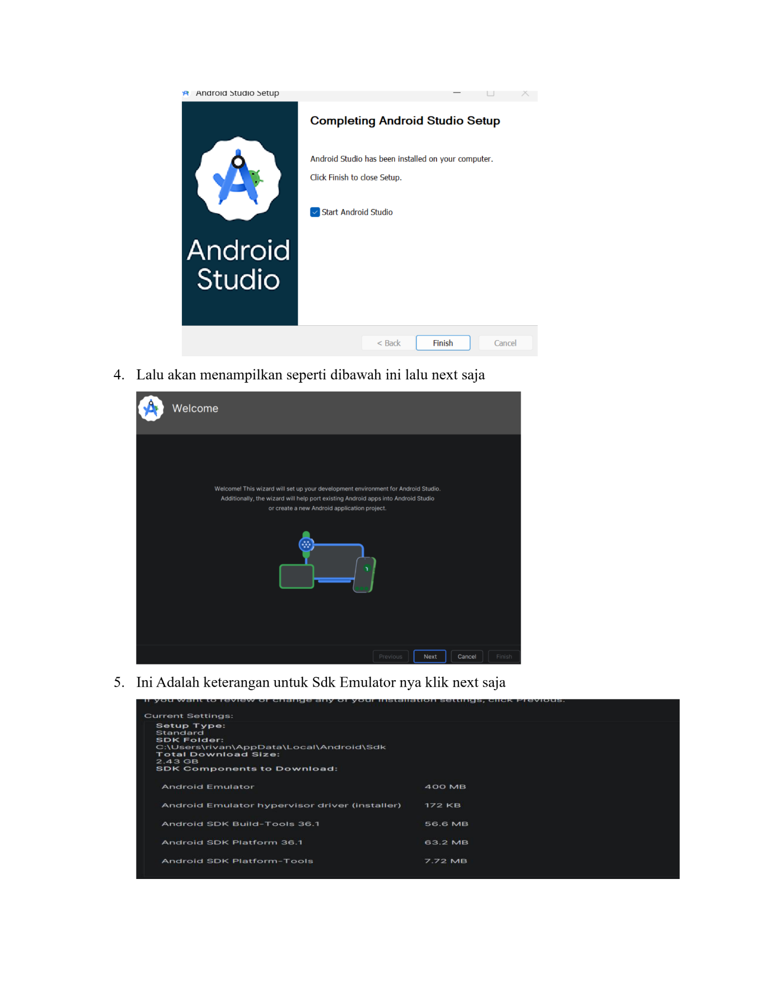 Android Studio Setup
Completing Android Studio Setup
Android Studio has been installed on your computer.
Click Finish to close Setup.
Start Android Studio
Android
Studio
< Back
Finish
Cancel
4. Lalu akan menampilkan seperti dibawah ini lalu next saja
Welcome
Welcome! This wizard will set up your development environment for Android Studio.
Additionally, the wizard will help port existing Android apps into Android Studio
or create a new Android application project.
Previous
Next
Cancel
Finish
5. Ini Adalah keterangan untuk Sdk Emulator nya klik next saja
If you want to review or change any of your installation settings, click Previous.
Current Settings:
Setup Type:
Standard
SDK Folder:
C:\Users\rivan\AppData\Local\Android\Sdk
Total Download Size:
2.43 GB
SDK Components to Download:
Android Emulator 400 MB
Android Emulator hypervisor driver (installer) 172 KB
Android SDK Build-Tools 36.1 56.6 MB
Android SDK Platform 36.1 63.2 MB
Android SDK Platform-Tools 7.72 MB